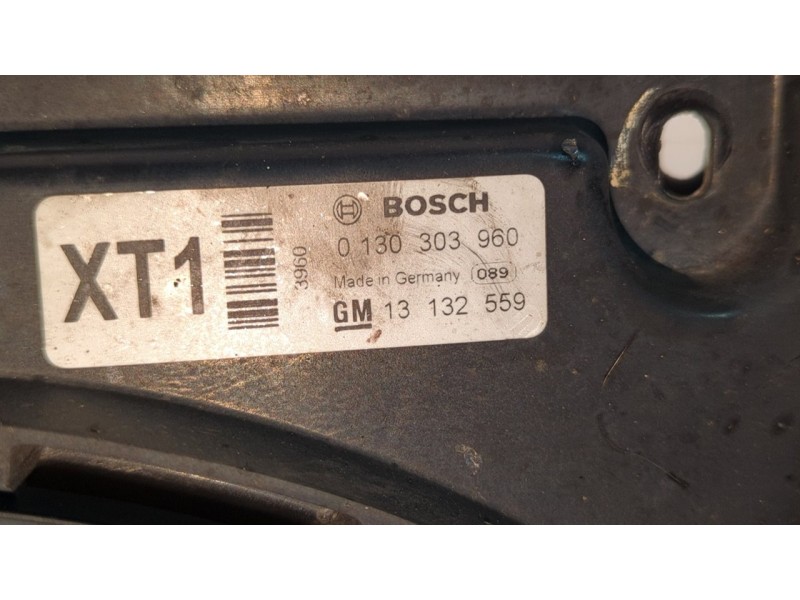 XT1
3960
BOSCH
0 130 303 960
Made in Germany 089
GM 13 132 559